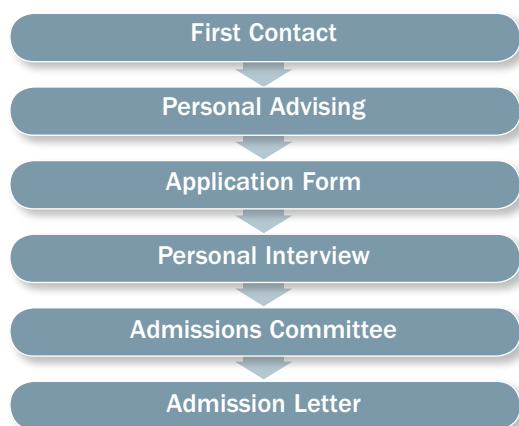 First Contact
Personal Advising
Application Form
Personal Interview
Admissions Committee
Admission Letter